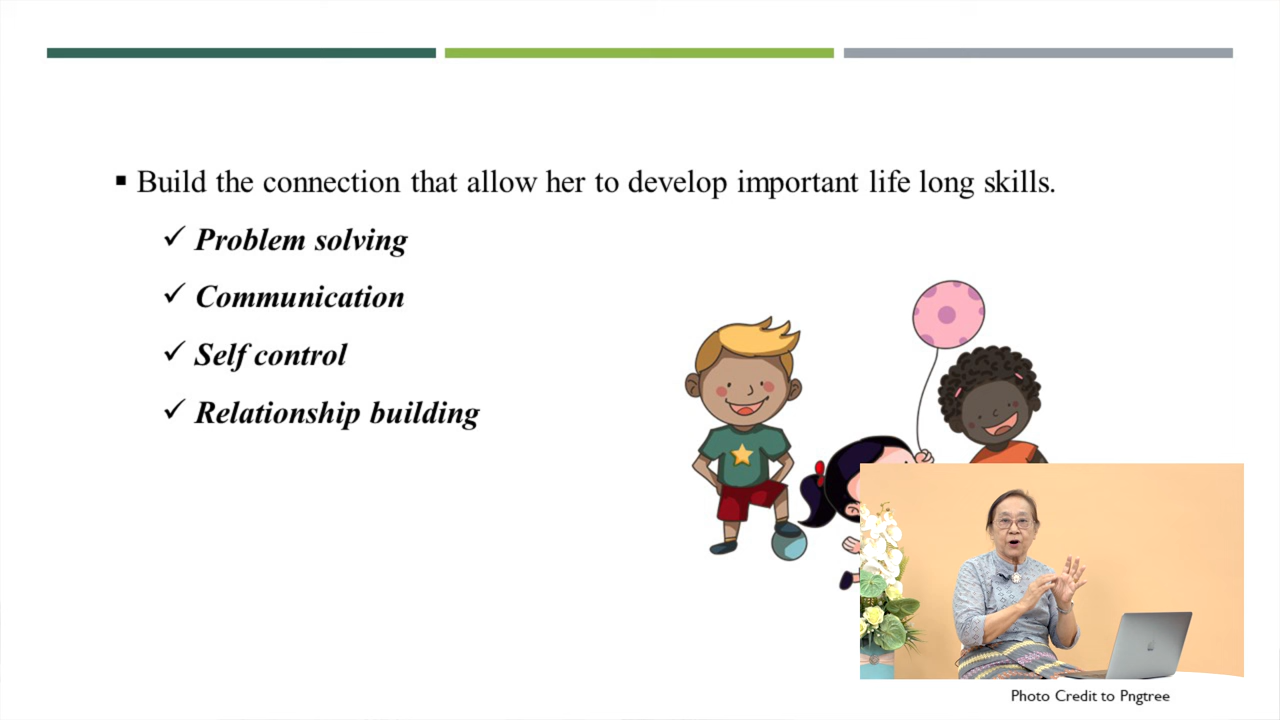 Build the connection that allow her to develop important life long skills.
Problem solving
Communication
Self control
Relationship building
Photo Credit to Pngtree